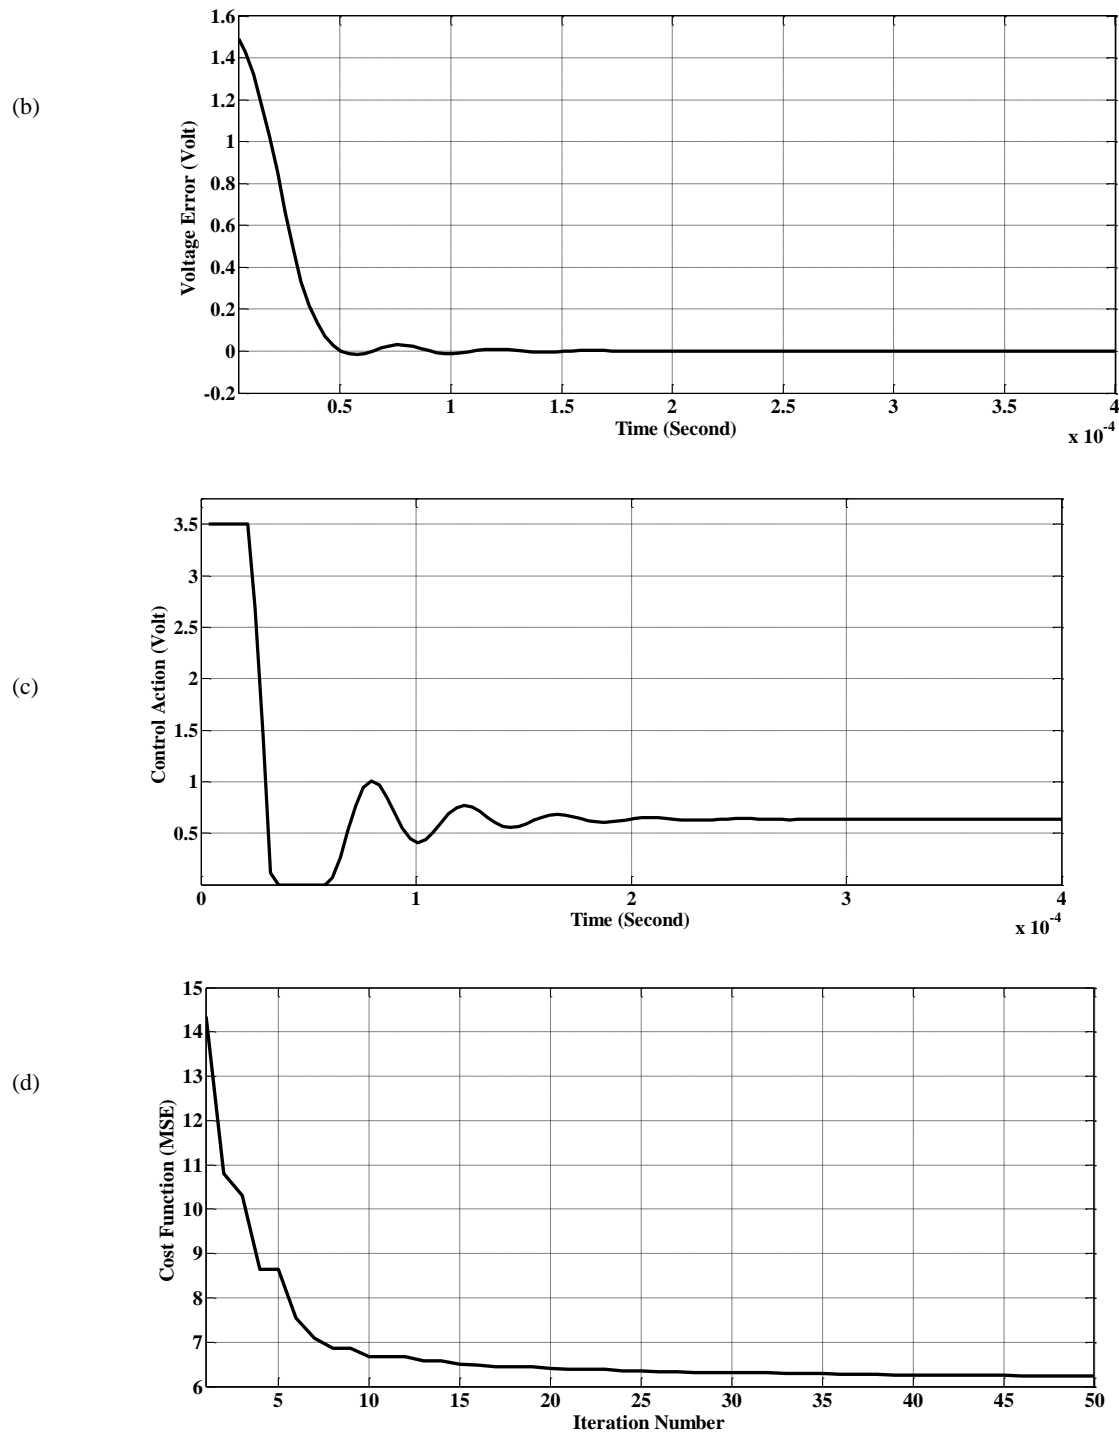 (b)
Voltage Error (Volt)
1.6
1.4
1.2
1
0.8
0.6
0.4
0.2
0
-0.2
0.5 1 1.5 2 2.5 3 3.5 4
Time (Second)
x 10^-4
(c)
Control Action (Volt)
3.5
3
2.5
2
1.5
1
0.5
0 1 2 3 4
Time (Second)
x 10^-4
(d)
Cost Function (MSE)
15
14
13
12
11
10
9
8
7
6
5 10 15 20 25 30 35 40 45 50
Iteration Number